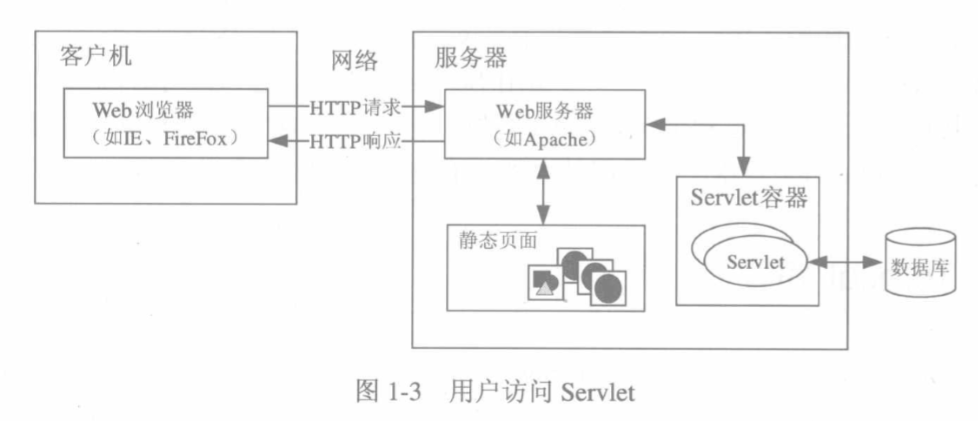 客户机
网络
服务器
Web浏览器
（如IE、FireFox）
HTTP请求
HTTP响应
Web服务器
（如Apache）
Servlet容器
静态页面
Servlet
数据库
图 1-3 用户访问 Servlet